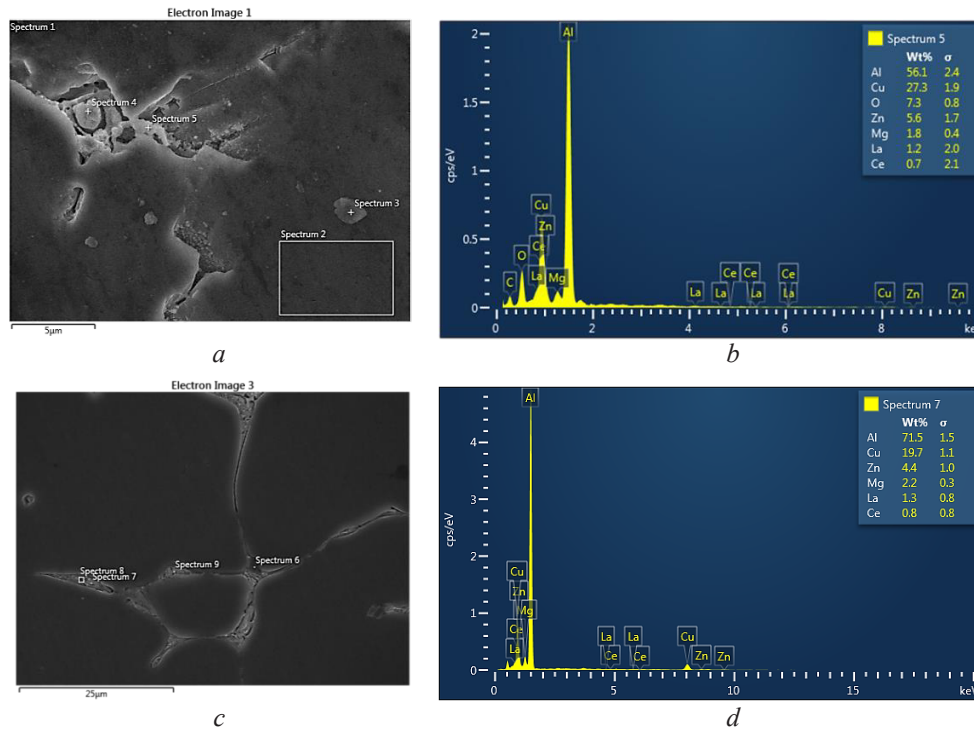 Electron Image 1
Spectrum 1
Spectrum 4
Spectrum 5
Spectrum 3
Spectrum 2
5µm
a
cps/eV
2
1.5
1
0.5
0
Al
Cu
Zn
Ce
O
La
Mg
C
La
La
Ce
Ce
La
Ce
La
Cu
Zn
Zn
0 2 4 6 8 ke
Spectrum 5
Wt% σ
Al 56.1 2.4
Cu 27.3 1.9
O 7.3 0.8
Zn 5.6 1.7
Mg 1.8 0.4
La 1.2 2.0
Ce 0.7 2.1
b
Electron Image 3
Spectrum 8
Spectrum 7
Spectrum 9
Spectrum 6
25µm
c
cps/eV
4
3
2
1
0
Al
Cu
Zn
Mg
Ce
La
La
Ce
La
Ce
Cu
Zn
Zn
0 5 10 15 keV
Spectrum 7
Wt% σ
Al 71.5 1.5
Cu 19.7 1.1
Zn 4.4 1.0
Mg 2.2 0.3
La 1.3 0.8
Ce 0.8 0.8
d